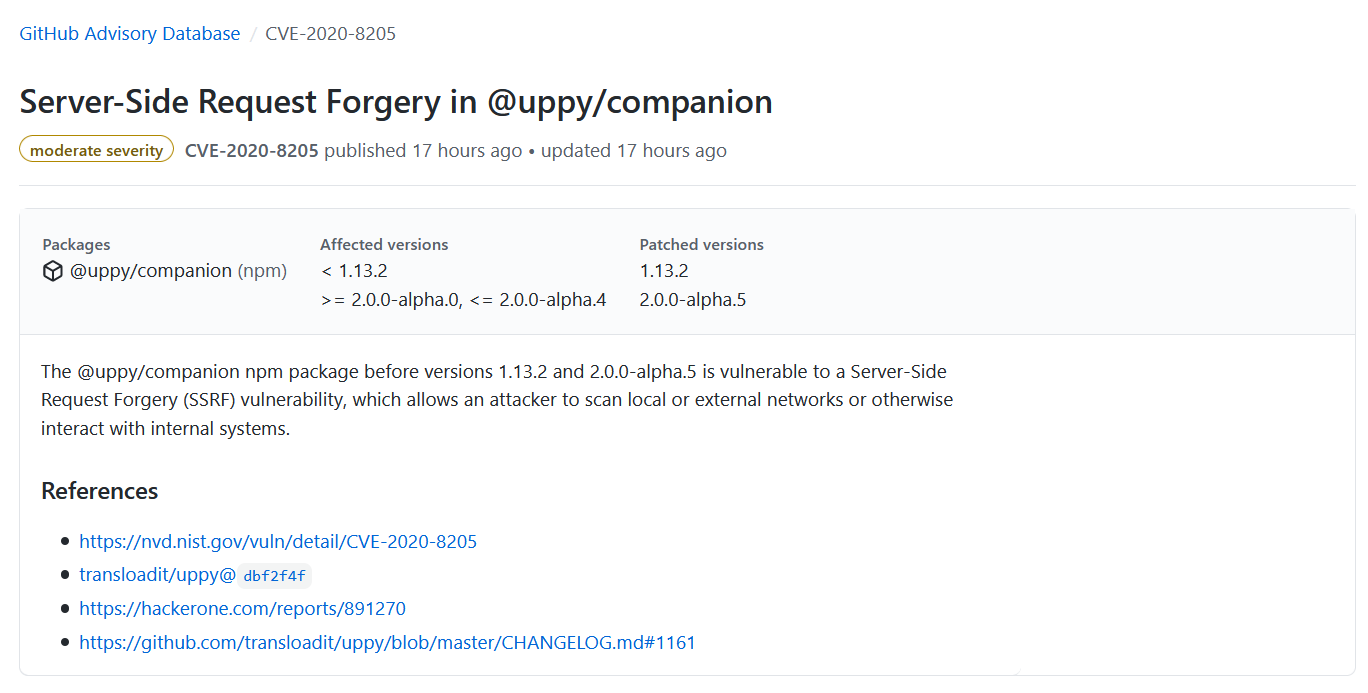 GitHub Advisory Database / CVE-2020-8205
Server-Side Request Forgery in @uppy/companion
moderate severity CVE-2020-8205 published 17 hours ago • updated 17 hours ago
Packages Affected versions Patched versions
@uppy/companion (npm) < 1.13.2 1.13.2
>= 2.0.0-alpha.0, <= 2.0.0-alpha.4 2.0.0-alpha.5
The @uppy/companion npm package before versions 1.13.2 and 2.0.0-alpha.5 is vulnerable to a Server-Side
Request Forgery (SSRF) vulnerability, which allows an attacker to scan local or external networks or otherwise
interact with internal systems.
References
• https://nvd.nist.gov/vuln/detail/CVE-2020-8205
• transloadit/uppy@ dbf2f4f
• https://hackerone.com/reports/891270
• https://github.com/transloadit/uppy/blob/master/CHANGELOG.md#1161